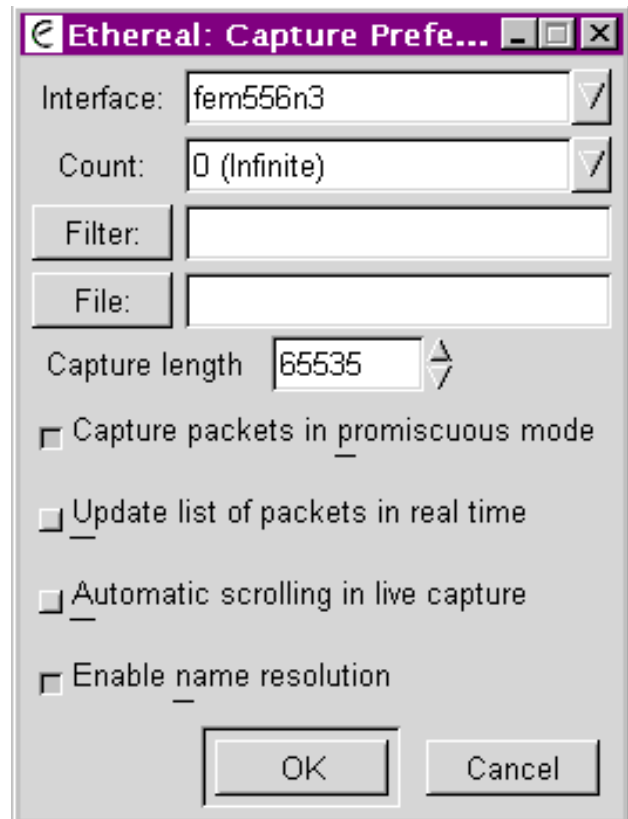 Ethereal: Capture Prefe...
Interface: fem556n3
Count: 0 (Infinite)
Filter:
File:
Capture length 65535
Capture packets in promiscuous mode
Update list of packets in real time
Automatic scrolling in live capture
Enable name resolution
OK Cancel